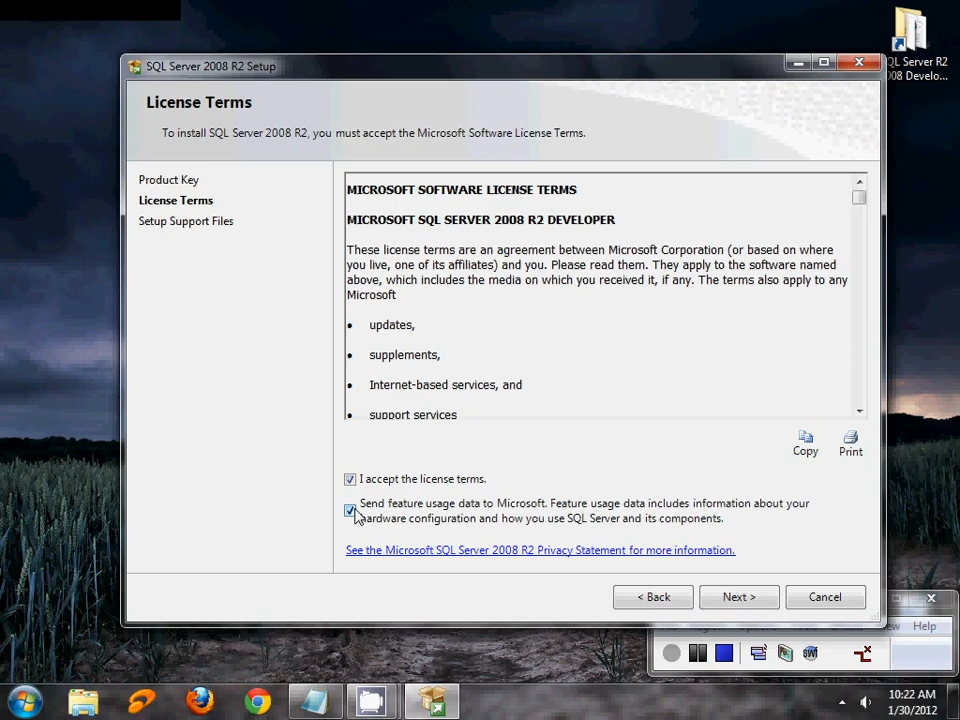 SQL Server 2008 R2 Setup
License Terms
To install SQL Server 2008 R2, you must accept the Microsoft Software License Terms.
Product Key
License Terms
Setup Support Files
MICROSOFT SOFTWARE LICENSE TERMS
MICROSOFT SQL SERVER 2008 R2 DEVELOPER
These license terms are an agreement between Microsoft Corporation (or based on where
you live, one of its affiliates) and you. Please read them. They apply to the software named
above, which includes the media on which you received it, if any. The terms also apply to any
Microsoft
• updates,
• supplements,
• Internet-based services, and
• support services
Copy
Print
I accept the license terms.
Send feature usage data to Microsoft. Feature usage data includes information about your
hardware configuration and how you use SQL Server and its components.
See the Microsoft SQL Server 2008 R2 Privacy Statement for more information.
< Back
Next >
Cancel
QL Server R2
008 Develo...
Help
SWF
10:22 AM
1/30/2012